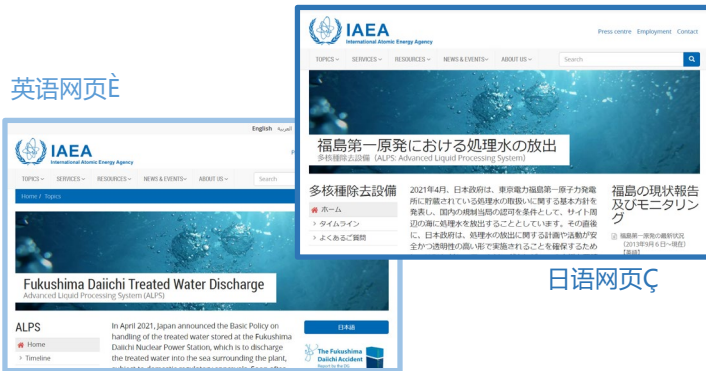 英语网页È
English العربية
IAEA
International Atomic Energy Agency
TOPICS SERVICES RESOURCES NEWS & EVENTS ABOUT US Search
Home / Topics
Fukushima Daiichi Treated Water Discharge
Advanced Liquid Processing System (ALPS)
ALPS
Home
> Timeline
In April 2021, Japan announced the Basic Policy on
handling of the treated water stored at the Fukushima
Daiichi Nuclear Power Station, which is to discharge
the treated water into the sea surrounding the plant,
subject to domestic regulatory approvals. Soon after
日本語
The Fukushima
Daiichi Accident
Report by the DG
IAEA
International Atomic Energy Agency
Press centre Employment Contact
TOPICS SERVICES RESOURCES NEWS & EVENTS ABOUT US Search
福島第一原発における処理水の放出
多核種除去設備（ALPS: Advanced Liquid Processing System）
多核種除去設備
ホーム
> タイムライン
> よくあるご質問
2021年4月、日本政府は、東京電力福島第一原子力発電
所に貯蔵されている処理水の取扱いに関する基本方針を
発表し、国内の規制当局の認可を条件として、サイト周
辺の海に処理水を放出することとしています。その直後
に、日本政府は、処理水の放出に関する計画や活動が安
全かつ透明性の高い形で実施されることを確保するため
福島の現状報告
及びモニタリン
グ
福島第一原発の最新状況
（2013年9月6日〜現在）
【英語】
日语网页Ç